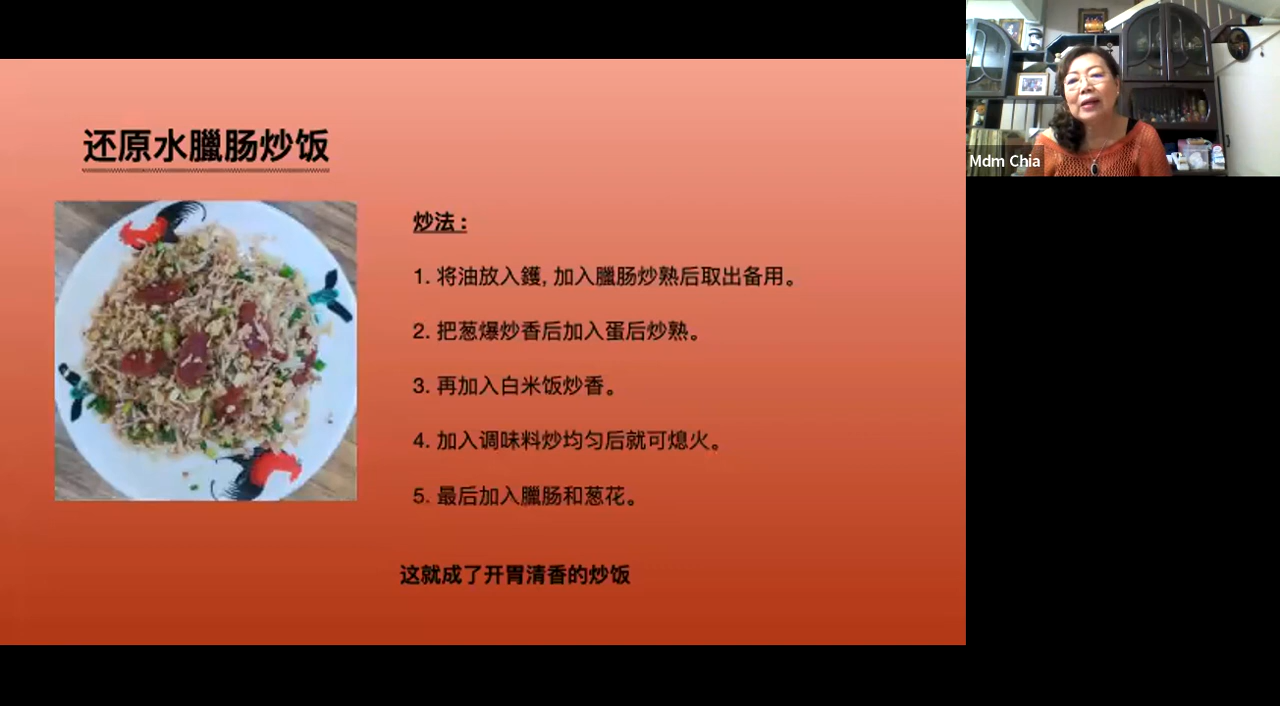 还原水臘肠炒饭
炒法 :
1. 将油放入鑊, 加入臘肠炒熟后取出备用。
2. 把葱爆炒香后加入蛋后炒熟。
3. 再加入白米饭炒香。
4. 加入调味料炒均匀后就可熄火。
5. 最后加入臘肠和葱花。
这就成了开胃清香的炒饭
Mdm Chia